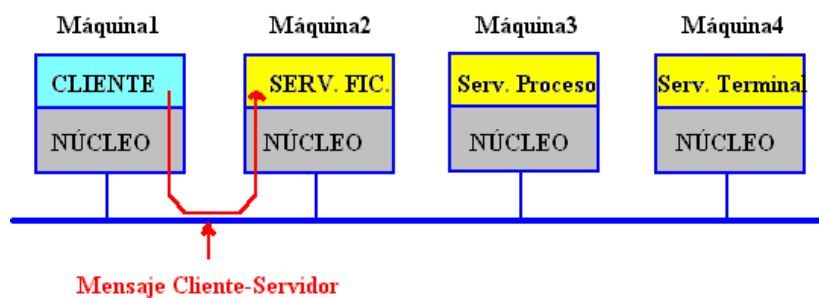 Máquina1 Máquina2 Máquina3 Máquina4
CLIENTE SERV. FIC. Serv. Proceso Serv. Terminal
NÚCLEO NÚCLEO NÚCLEO NÚCLEO
Mensaje Cliente-Servidor